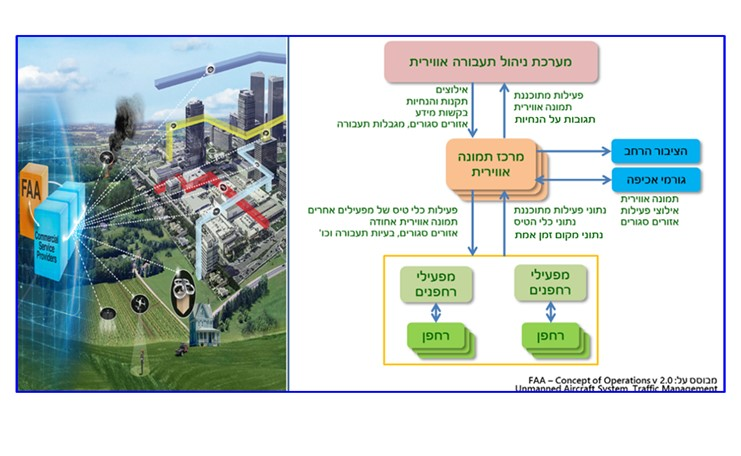 FAA
Commercial
Service
Providers
מערכת ניהול תעבורה אווירית
אילוצים
תקנות והנחיות
בקשות מידע
אזורים סגורים, מגבלות תעבורה
פעילות מתוכננת
תמונה אווירית
תגובות על הנחיות
מרכז תמונה
אווירית
הציבור הרחב
גורמי אכיפה
תמונה אווירית
אילוצי פעילות
אזורים סגורים
פעילות כלי טיס של מפעילים אחרים
תמונה אווירית אחודה
אזורים סגורים, בעיות תעבורה וכו'
נתוני פעילות מתוכננת
נתוני כלי הטיס
נתוני מקום זמן אמת
מפעילי
רחפנים
מפעילי
רחפנים
רחפן
רחפן
מבוסס על: FAA – Concept of Operations v 2.0
Unmanned Aircraft System Traffic Management